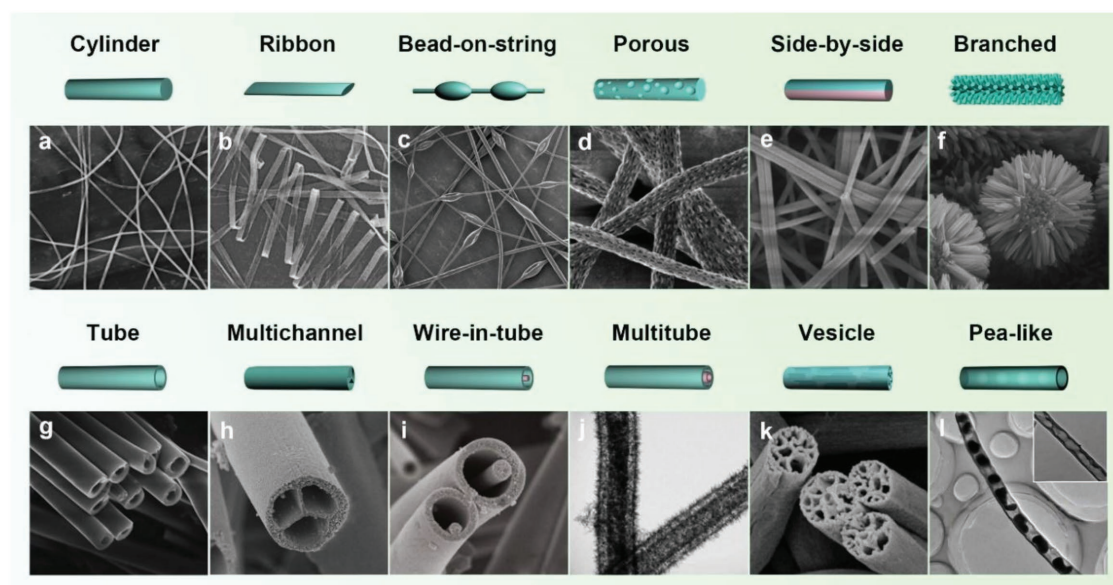 Cylinder Ribbon Bead-on-string Porous Side-by-side Branched
a b c d e f
Tube Multichannel Wire-in-tube Multitube Vesicle Pea-like
g h i j k l